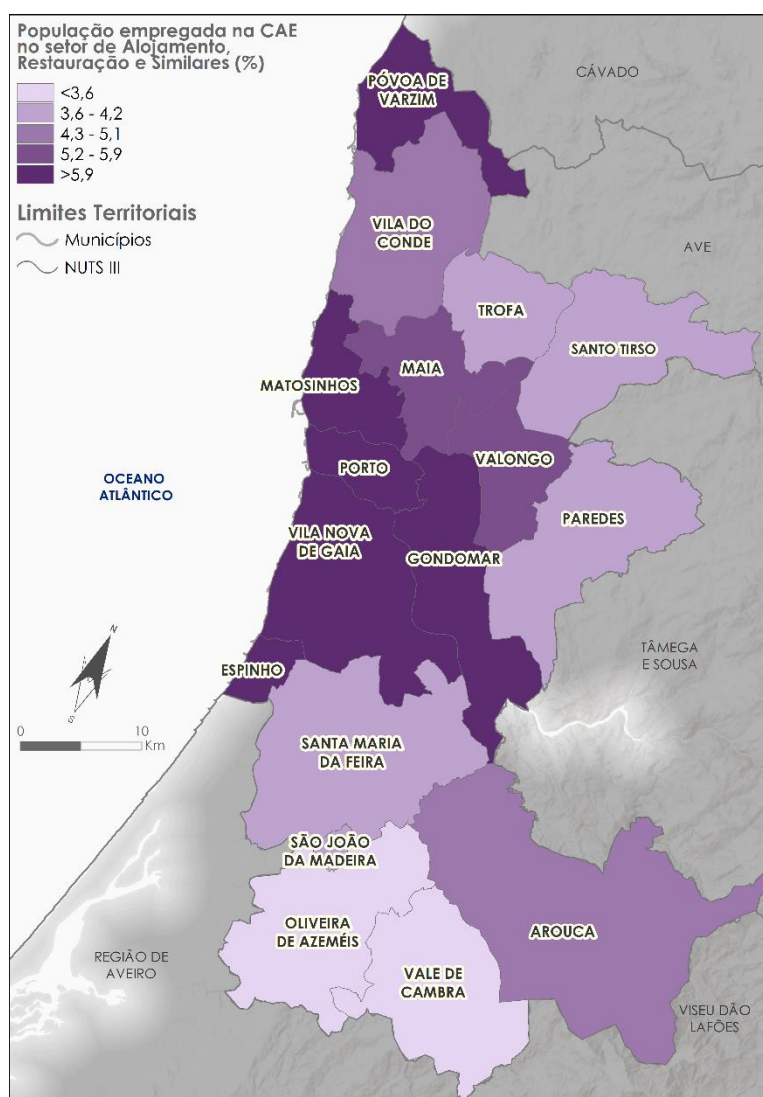 População empregada na CAE
no setor de Alojamento,
Restauração e Similares (%)
<3,6
3,6 - 4,2
4,3 - 5,1
5,2 - 5,9
>5,9
Limites Territoriais
Municípios
NUTS III
PÓVOA DE
VARZIM
CÁVADO
VILA DO
CONDE
AVE
TROFA
SANTO TIRSO
MAIA
MATOSINHOS
VALONGO
PORTO
OCEANO
ATLÂNTICO
PAREDES
VILA NOVA
DE GAIA
GONDOMAR
N
S
TÂMEGA
E SOUSA
ESPINHO
0 10
Km
SANTA MARIA
DA FEIRA
SÃO JOÃO
DA MADEIRA
OLIVEIRA
DE AZEMÉIS
AROUCA
REGIÃO DE
AVEIRO
VALE DE
CAMBRA
VISEU DÃO
LAFÕES